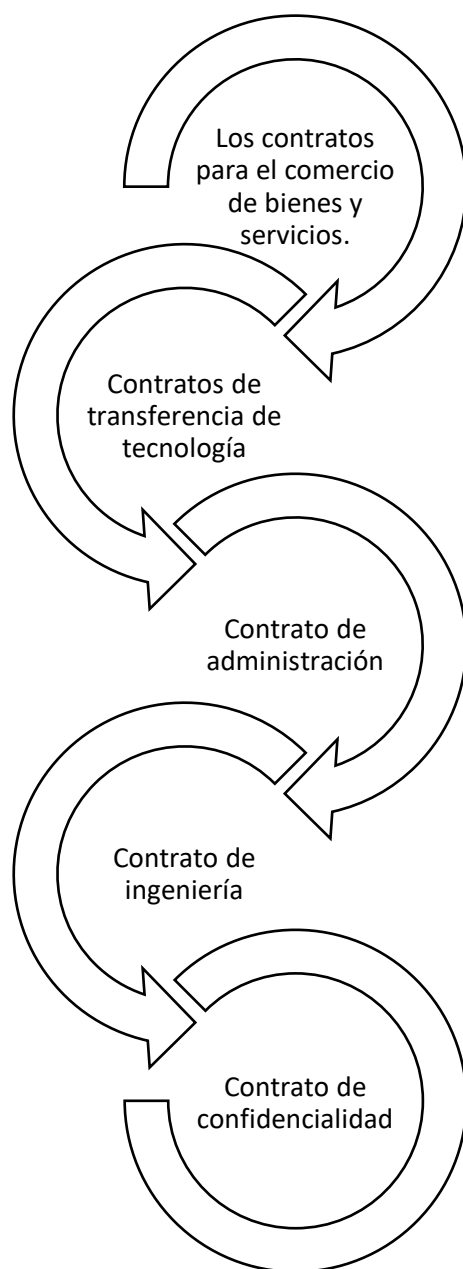 Los contratos
para el comercio
de bienes y
servicios.
Contratos de
transferencia de
tecnología
Contrato de
administración
Contrato de
ingeniería
Contrato de
confidencialidad